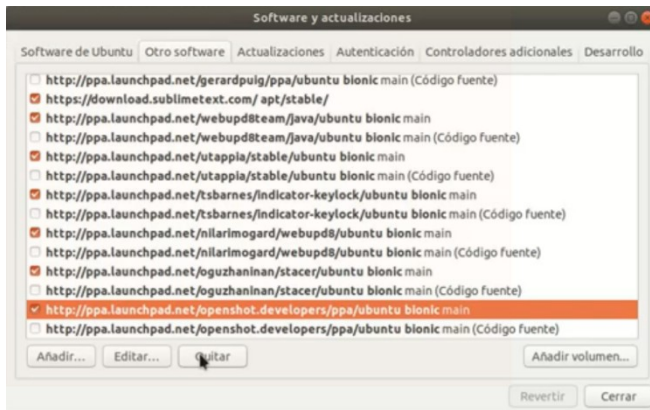 Software y actualizaciones
Software de Ubuntu Otro software Actualizaciones Autenticación Controladores adicionales Desarrollo
http://ppa.launchpad.net/gerardpuig/ppa/ubuntu bionic main (Código fuente)
https://download.sublimetext.com/ apt/stable/
http://ppa.launchpad.net/webupd8team/java/ubuntu bionic main
http://ppa.launchpad.net/webupd8team/java/ubuntu bionic main (Código fuente)
http://ppa.launchpad.net/utappia/stable/ubuntu bionic main
http://ppa.launchpad.net/utappia/stable/ubuntu bionic main (Código fuente)
http://ppa.launchpad.net/tsbarnes/indicator-keylock/ubuntu bionic main
http://ppa.launchpad.net/tsbarnes/indicator-keylock/ubuntu bionic main (Código fuente)
http://ppa.launchpad.net/nilarimogard/webupd8/ubuntu bionic main
http://ppa.launchpad.net/nilarimogard/webupd8/ubuntu bionic main (Código fuente)
http://ppa.launchpad.net/oguzhaninan/stacer/ubuntu bionic main
http://ppa.launchpad.net/oguzhaninan/stacer/ubuntu bionic main (Código fuente)
http://ppa.launchpad.net/openshot.developers/ppa/ubuntu bionic main
http://ppa.launchpad.net/openshot.developers/ppa/ubuntu bionic main (Código fuente)
Añadir... Editar... Quitar Añadir volumen...
Revertir Cerrar